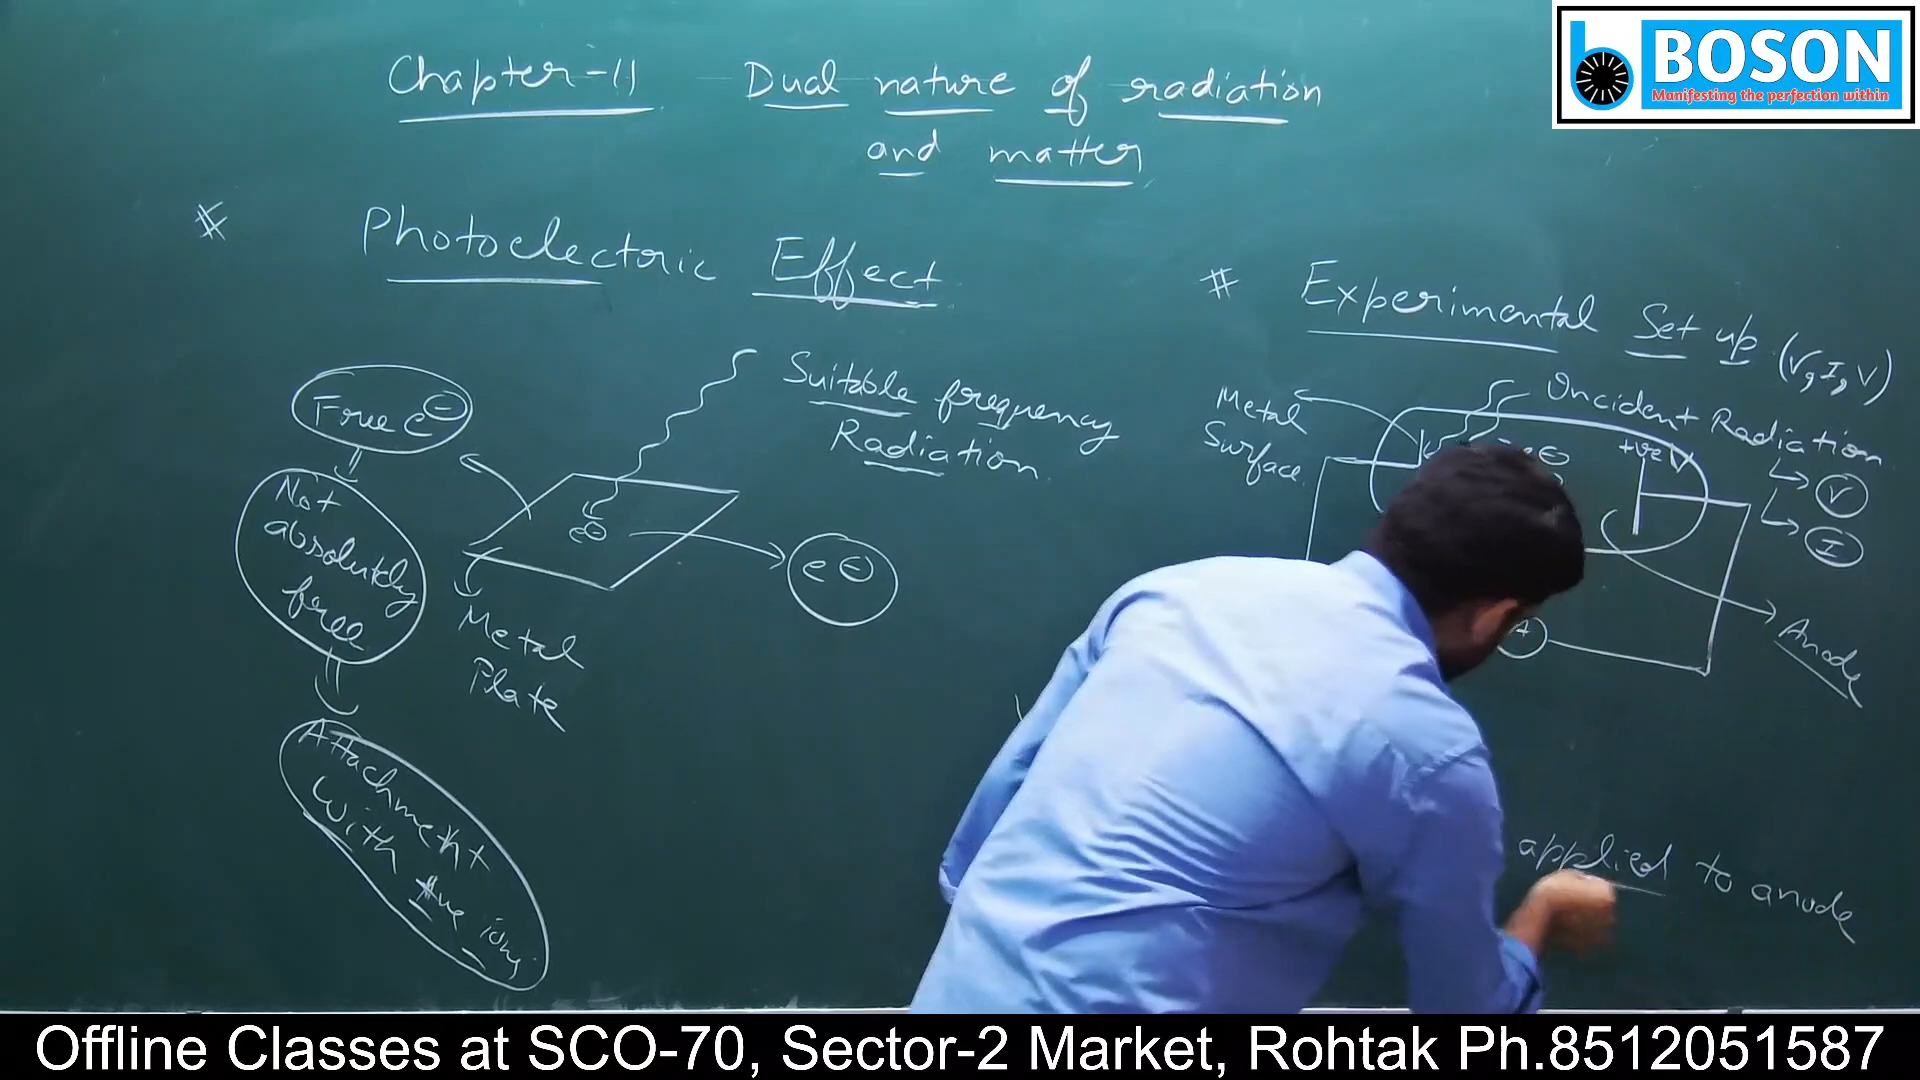 BOSON
Manifesting the perfection within
Chapter-11 Dual nature of radiation
and matter
# Photoelectric Effect
Free e⊖
Not
absolutely
free
Attachment
with +ve ions
Suitable frequency
Radiation
e⊖
e⊖
Metal
Plate
# Experimental Set up (ν, I, V)
Metal
Surface
Incident Radiation
ν
I
+ve
⊖
A
Anode
applied to anode
Offline Classes at SCO-70, Sector-2 Market, Rohtak Ph.8512051587